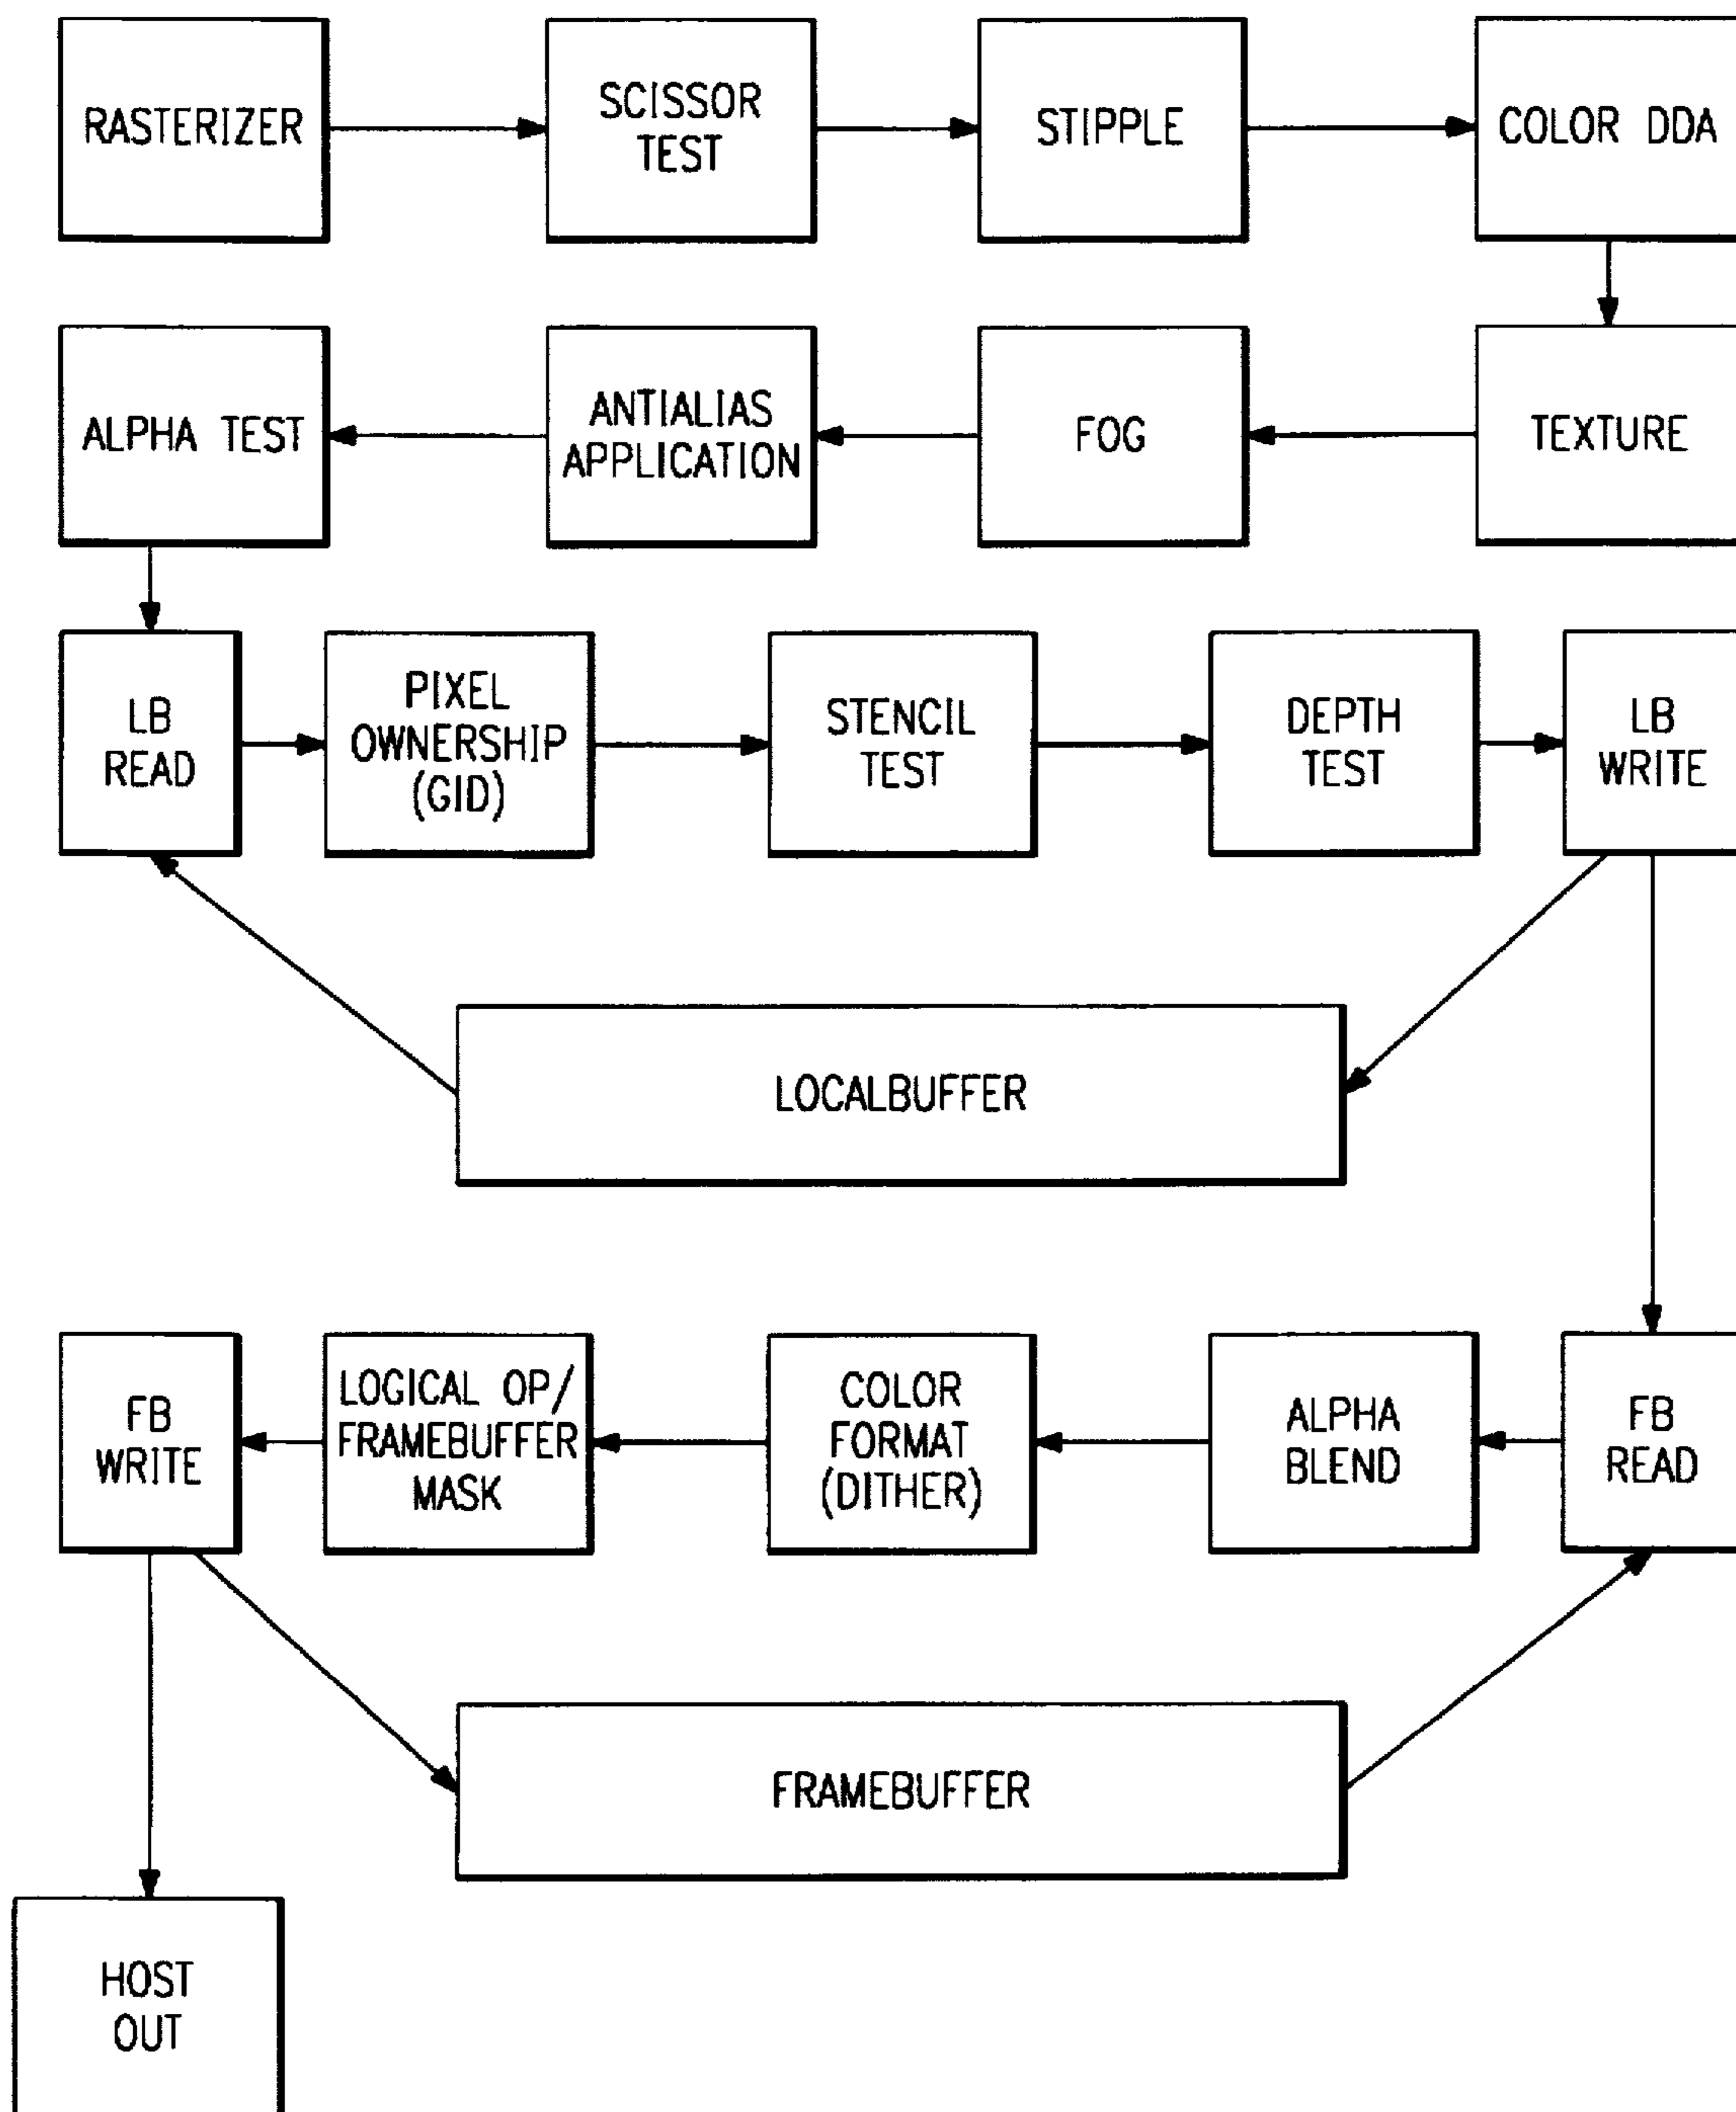 RASTERIZER
SCISSOR
TEST
STIPPLE
COLOR DDA
ALPHA TEST
ANTIALIAS
APPLICATION
FOG
TEXTURE
LB
READ
PIXEL
OWNERSHIP
(GID)
STENCIL
TEST
DEPTH
TEST
LB
WRITE
LOCALBUFFER
FB
WRITE
LOGICAL OP/
FRAMEBUFFER
MASK
COLOR
FORMAT
(DITHER)
ALPHA
BLEND
FB
READ
FRAMEBUFFER
HOST
OUT